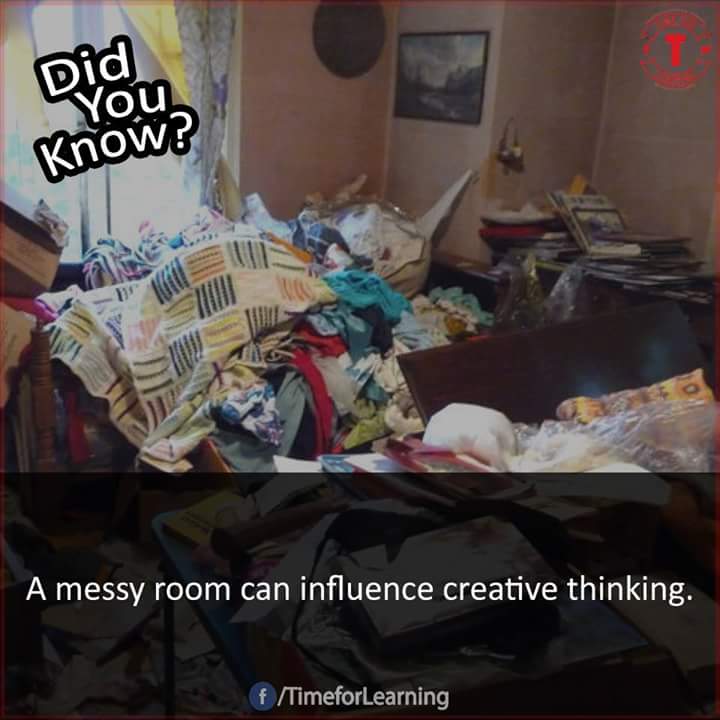 Did
You
Know?
T
A messy room can influence creative thinking.
f/TimeforLearning